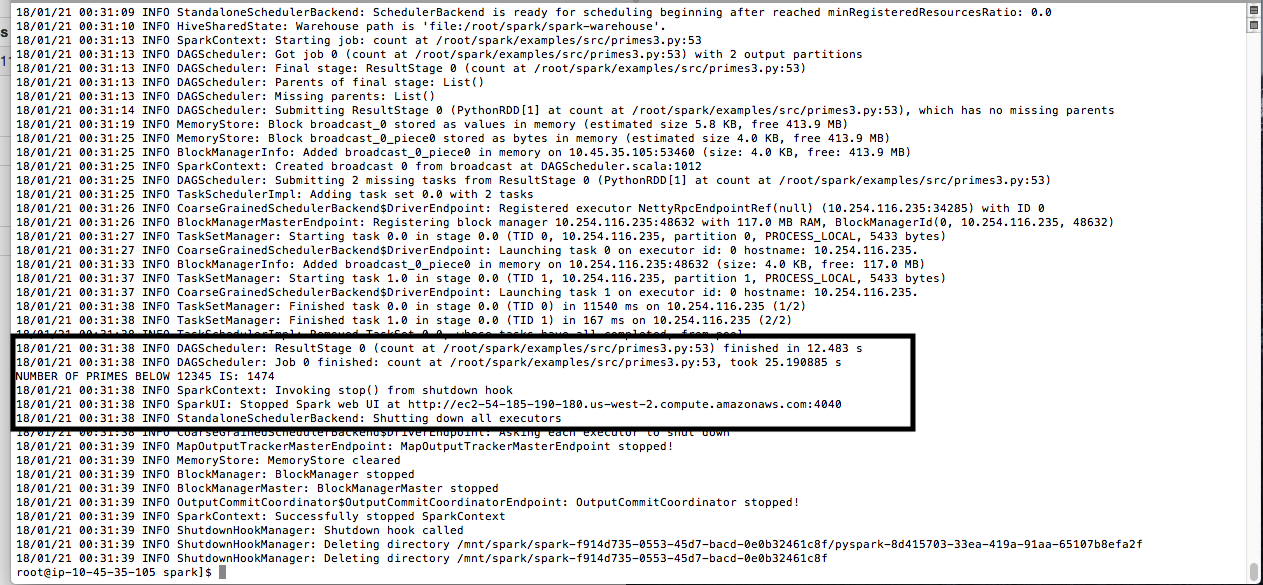 18/01/21 00:31:09 INFO StandaloneSchedulerBackend: SchedulerBackend is ready for scheduling beginning after reached minRegisteredResourcesRatio: 0.0
18/01/21 00:31:10 INFO HiveSharedState: Warehouse path is 'file:/root/spark/spark-warehouse'.
18/01/21 00:31:13 INFO SparkContext: Starting job: count at /root/spark/examples/src/primes3.py:53
18/01/21 00:31:13 INFO DAGScheduler: Got job 0 (count at /root/spark/examples/src/primes3.py:53) with 2 output partitions
18/01/21 00:31:13 INFO DAGScheduler: Final stage: ResultStage 0 (count at /root/spark/examples/src/primes3.py:53)
18/01/21 00:31:13 INFO DAGScheduler: Parents of final stage: List()
18/01/21 00:31:13 INFO DAGScheduler: Missing parents: List()
18/01/21 00:31:14 INFO DAGScheduler: Submitting ResultStage 0 (PythonRDD[1] at count at /root/spark/examples/src/primes3.py:53), which has no missing parents
18/01/21 00:31:19 INFO MemoryStore: Block broadcast_0 stored as values in memory (estimated size 5.8 KB, free 413.9 MB)
18/01/21 00:31:25 INFO MemoryStore: Block broadcast_0_piece0 stored as bytes in memory (estimated size 4.0 KB, free 413.9 MB)
18/01/21 00:31:25 INFO BlockManagerInfo: Added broadcast_0_piece0 in memory on 10.45.35.105:53460 (size: 4.0 KB, free: 413.9 MB)
18/01/21 00:31:25 INFO SparkContext: Created broadcast 0 from broadcast at DAGScheduler.scala:1012
18/01/21 00:31:25 INFO DAGScheduler: Submitting 2 missing tasks from ResultStage 0 (PythonRDD[1] at count at /root/spark/examples/src/primes3.py:53)
18/01/21 00:31:25 INFO TaskSchedulerImpl: Adding task set 0.0 with 2 tasks
18/01/21 00:31:26 INFO CoarseGrainedSchedulerBackend$DriverEndpoint: Registered executor NettyRpcEndpointRef(null) (10.254.116.235:34285) with ID 0
18/01/21 00:31:26 INFO BlockManagerMasterEndpoint: Registering block manager 10.254.116.235:48632 with 117.0 MB RAM, BlockManagerId(0, 10.254.116.235, 48632)
18/01/21 00:31:27 INFO TaskSetManager: Starting task 0.0 in stage 0.0 (TID 0, 10.254.116.235, partition 0, PROCESS_LOCAL, 5433 bytes)
18/01/21 00:31:27 INFO CoarseGrainedSchedulerBackend$DriverEndpoint: Launching task 0 on executor id: 0 hostname: 10.254.116.235.
18/01/21 00:31:33 INFO BlockManagerInfo: Added broadcast_0_piece0 in memory on 10.254.116.235:48632 (size: 4.0 KB, free: 117.0 MB)
18/01/21 00:31:37 INFO TaskSetManager: Starting task 1.0 in stage 0.0 (TID 1, 10.254.116.235, partition 1, PROCESS_LOCAL, 5433 bytes)
18/01/21 00:31:37 INFO CoarseGrainedSchedulerBackend$DriverEndpoint: Launching task 1 on executor id: 0 hostname: 10.254.116.235.
18/01/21 00:31:38 INFO TaskSetManager: Finished task 0.0 in stage 0.0 (TID 0) in 11540 ms on 10.254.116.235 (1/2)
18/01/21 00:31:38 INFO TaskSetManager: Finished task 1.0 in stage 0.0 (TID 1) in 167 ms on 10.254.116.235 (2/2)
18/01/21 00:31:38 INFO TaskSchedulerImpl: Removed TaskSet 0.0, whose tasks have all completed, from pool
18/01/21 00:31:38 INFO DAGScheduler: ResultStage 0 (count at /root/spark/examples/src/primes3.py:53) finished in 12.483 s
18/01/21 00:31:38 INFO DAGScheduler: Job 0 finished: count at /root/spark/examples/src/primes3.py:53, took 25.190885 s
NUMBER OF PRIMES BELOW 12345 IS: 1474
18/01/21 00:31:38 INFO SparkContext: Invoking stop() from shutdown hook
18/01/21 00:31:38 INFO SparkUI: Stopped Spark web UI at http://ec2-54-185-190-180.us-west-2.compute.amazonaws.com:4040
18/01/21 00:31:38 INFO StandaloneSchedulerBackend: Shutting down all executors
18/01/21 00:31:38 INFO CoarseGrainedSchedulerBackend$DriverEndpoint: Asking each executor to shut down
18/01/21 00:31:39 INFO MapOutputTrackerMasterEndpoint: MapOutputTrackerMasterEndpoint stopped!
18/01/21 00:31:39 INFO MemoryStore: MemoryStore cleared
18/01/21 00:31:39 INFO BlockManager: BlockManager stopped
18/01/21 00:31:39 INFO BlockManagerMaster: BlockManagerMaster stopped
18/01/21 00:31:39 INFO OutputCommitCoordinator$OutputCommitCoordinatorEndpoint: OutputCommitCoordinator stopped!
18/01/21 00:31:39 INFO SparkContext: Successfully stopped SparkContext
18/01/21 00:31:39 INFO ShutdownHookManager: Shutdown hook called
18/01/21 00:31:39 INFO ShutdownHookManager: Deleting directory /mnt/spark/spark-f914d735-0553-45d7-bacd-0e0b32461c8f/pyspark-8d415703-33ea-419a-91aa-65107b8efa2f
18/01/21 00:31:39 INFO ShutdownHookManager: Deleting directory /mnt/spark/spark-f914d735-0553-45d7-bacd-0e0b32461c8f
root@ip-10-45-35-105 spark]$